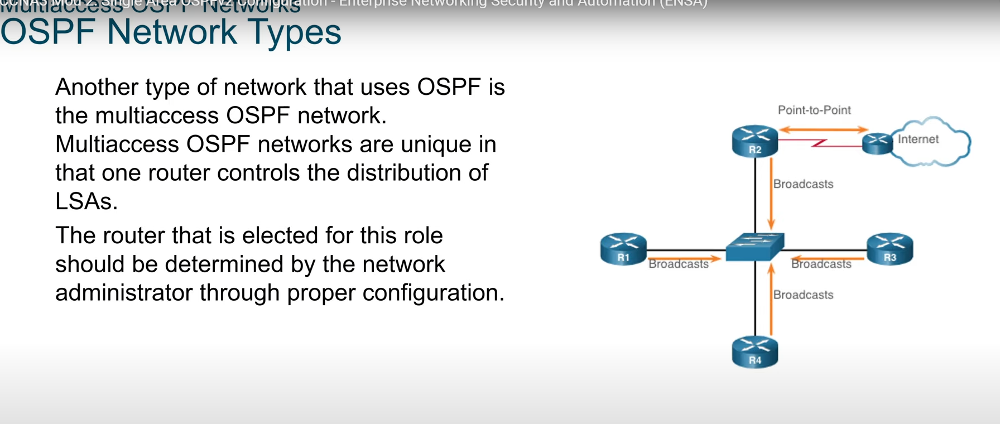 CCNA3 Mod 2: Single Area OSPFv2 Configuration - Enterprise Networking Security and Automation (ENSA)
Multiaccess OSPF Networks
OSPF Network Types
Another type of network that uses OSPF is
the multiaccess OSPF network.
Multiaccess OSPF networks are unique in
that one router controls the distribution of
LSAs.
The router that is elected for this role
should be determined by the network
administrator through proper configuration.
Point-to-Point
R2
Internet
Broadcasts
R1
Broadcasts
Broadcasts
R3
Broadcasts
R4